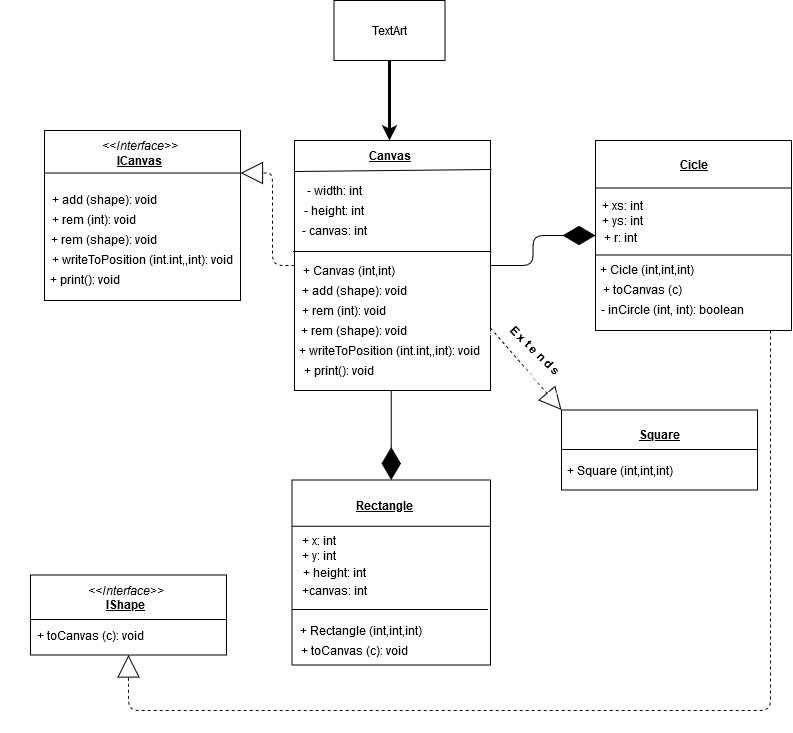 TextArt
<<Interface>>
ICanvas
+ add (shape): void
+ rem (int): void
+ rem (shape): void
+ writeToPosition (int.int,,int): void
+ print(): void
Canvas
- width: int
- height: int
- canvas: int
+ Canvas (int,int)
+ add (shape): void
+ rem (int): void
+ rem (shape): void
+ writeToPosition (int.int,,int): void
+ print(): void
Cicle
+ xs: int
+ ys: int
+ r: int
+ Cicle (int,int,int)
+ toCanvas (c)
- inCircle (int, int): boolean
Extends
Square
+ Square (int,int,int)
Rectangle
+ x: int
+ y: int
+ height: int
+canvas: int
+ Rectangle (int,int,int)
+ toCanvas (c): void
<<Interface>>
IShape
+ toCanvas (c): void